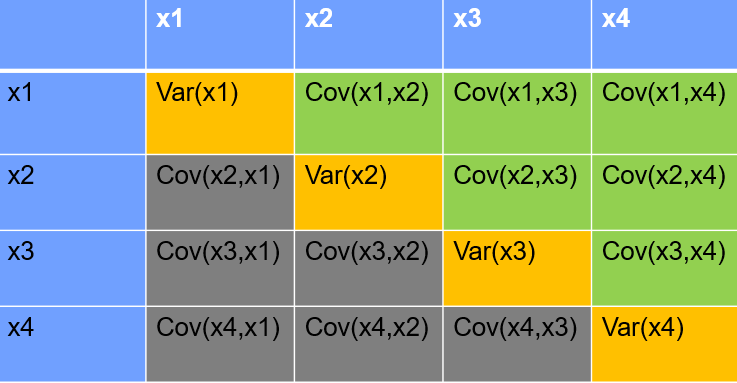 x1 x2 x3 x4
x1 Var(x1) Cov(x1,x2) Cov(x1,x3) Cov(x1,x4)
x2 Cov(x2,x1) Var(x2) Cov(x2,x3) Cov(x2,x4)
x3 Cov(x3,x1) Cov(x3,x2) Var(x3) Cov(x3,x4)
x4 Cov(x4,x1) Cov(x4,x2) Cov(x4,x3) Var(x4)